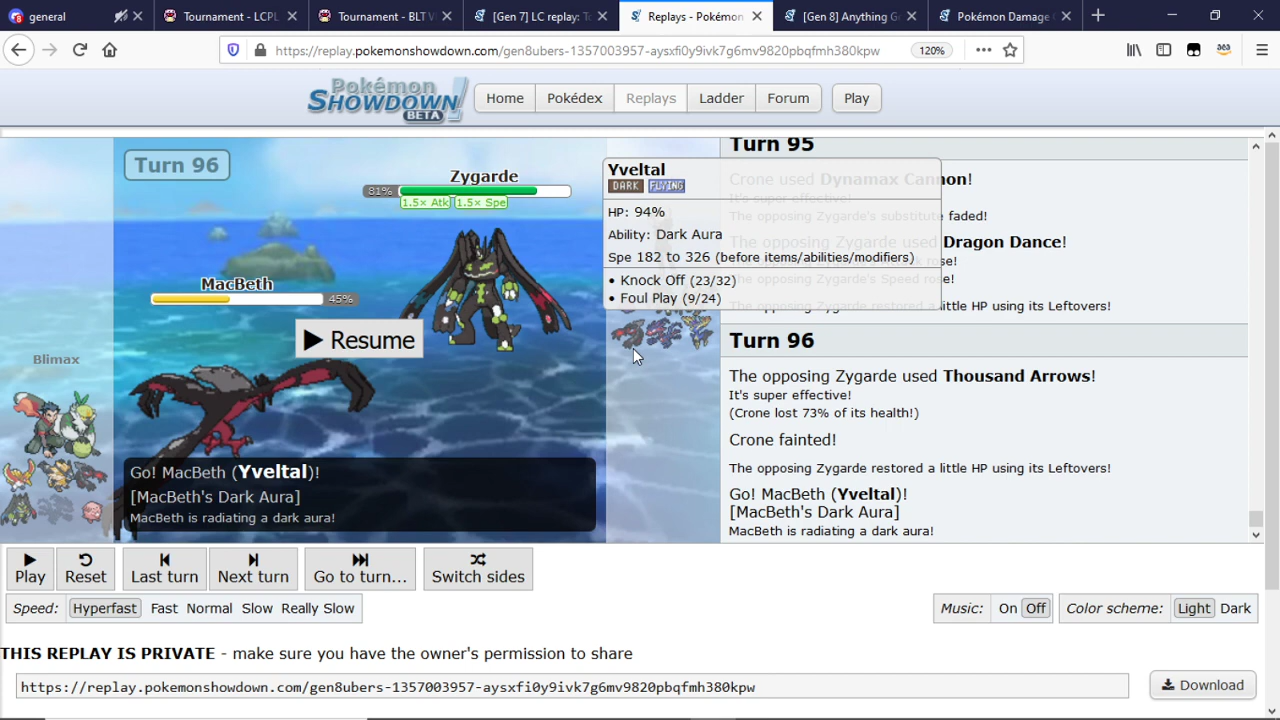 general
Tournament - LCPL
Tournament - BLT V
[Gen 7] LC replay: To
Replays - Pokémon
[Gen 8] Anything G
Pokémon Damage C
https://replay.pokemonshowdown.com/gen8ubers-1357003957-aysxfi0y9ivk7g6mv9820pbqfmh380kpw
120%
Pokémon
SHOWDOWN!
BETA
Home
Pokédex
Replays
Ladder
Forum
Play
Turn 96
Zygarde
81%
1.5× Atk 1.5× Spe
MacBeth
45%
Resume
Blimax
Go! MacBeth (Yveltal)!
[MacBeth's Dark Aura]
MacBeth is radiating a dark aura!
Yveltal
DARK FLYING
HP: 94%
Ability: Dark Aura
Spe 182 to 326 (before items/abilities/modifiers)
• Knock Off (23/32)
• Foul Play (9/24)
Turn 95
Crone used Dynamax Cannon!
It's super effective!
The opposing Zygarde's substitute faded!
The opposing Zygarde used Dragon Dance!
The opposing Zygarde restored a little HP using its Leftovers!
Turn 96
The opposing Zygarde used Thousand Arrows!
It's super effective!
(Crone lost 73% of its health!)
Crone fainted!
The opposing Zygarde restored a little HP using its Leftovers!
Go! MacBeth (Yveltal)!
[MacBeth's Dark Aura]
MacBeth is radiating a dark aura!
Play
Reset
Last turn
Next turn
Go to turn...
Switch sides
Speed: Hyperfast Fast Normal Slow Really Slow
Music: On Off
Color scheme: Light Dark
THIS REPLAY IS PRIVATE - make sure you have the owner's permission to share
https://replay.pokemonshowdown.com/gen8ubers-1357003957-aysxfi0y9ivk7g6mv9820pbqfmh380kpw
Download